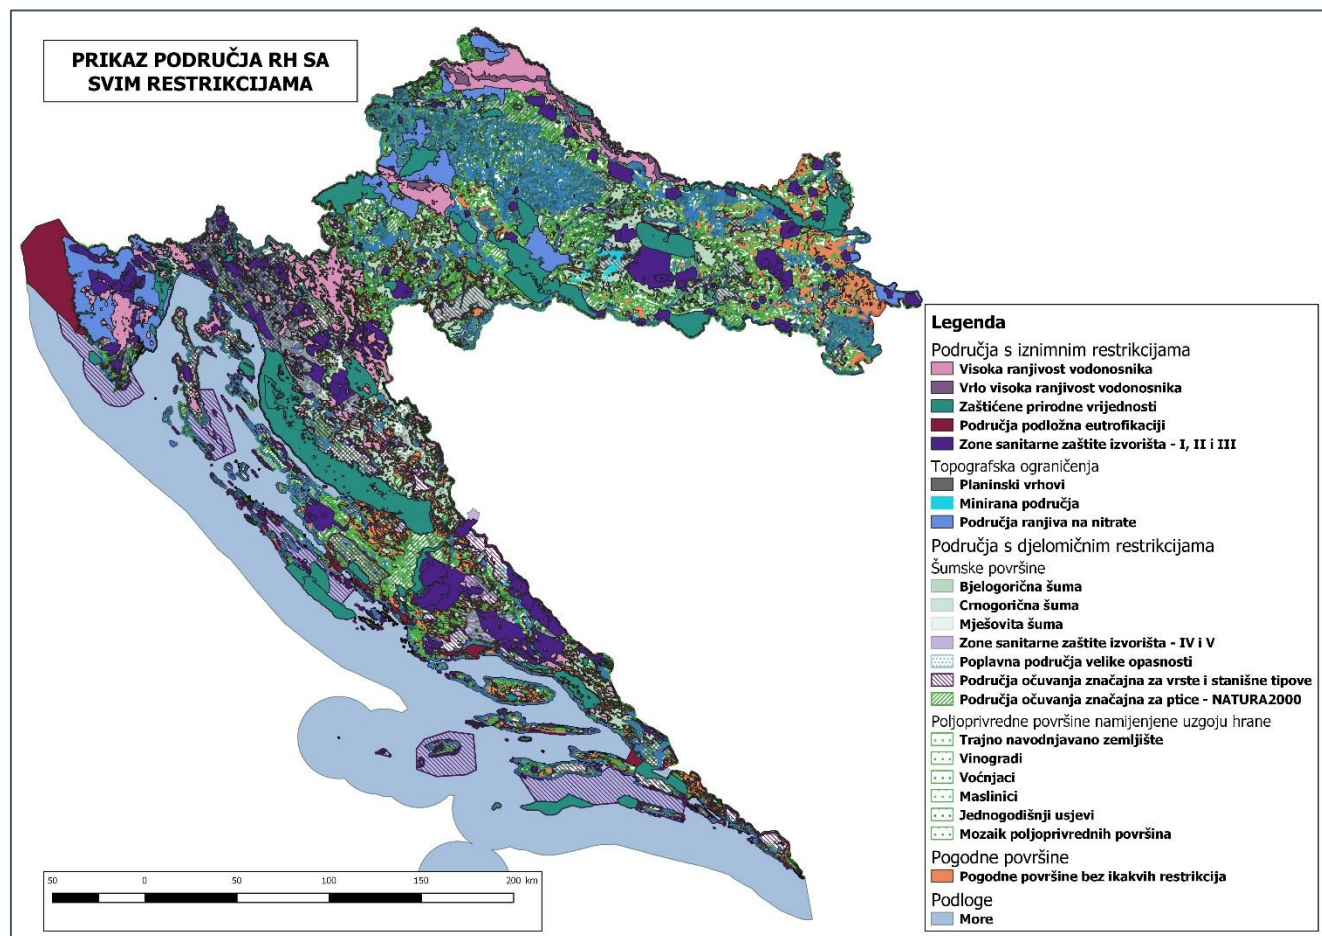 PRIKAZ PODRUČJA RH SA
SVIM RESTRIKCIJAMA
Legenda
Područja s iznimnim restrikcijama
Visoka ranjivost vodonosnika
Vrlo visoka ranjivost vodonosnika
Zaštićene prirodne vrijednosti
Područja podložna eutrofikaciji
Zone sanitarne zaštite izvorišta - I, II i III
Topografska ograničenja
Planinski vrhovi
Minirana područja
Područja ranjiva na nitrate
Područja s djelomičnim restrikcijama
Šumske površine
Bjelogorična šuma
Crnogorična šuma
Mješovita šuma
Zone sanitarne zaštite izvorišta - IV i V
Poplavna područja velike opasnosti
Područja očuvanja značajna za vrste i stanišne tipove
Područja očuvanja značajna za ptice - NATURA2000
Poljoprivredne površine namijenjene uzgoju hrane
Trajno navodnjavano zemljište
Vinogradi
Voćnjaci
Maslinici
Jednogodišnji usjevi
Mozaik poljoprivrednih površina
Pogodne površine
Pogodne površine bez ikakvih restrikcija
Podloge
More
50 0 50 100 150 200 km